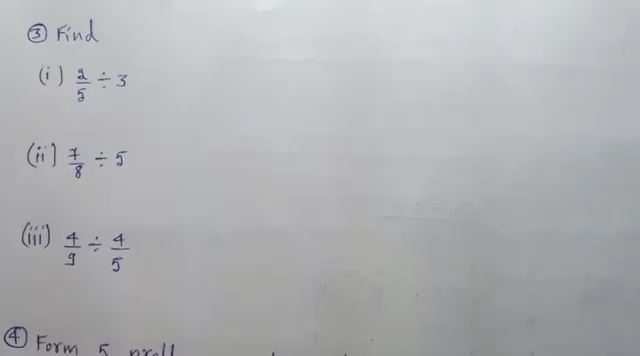 ③ Find
(i) 2/5 ÷ 3
(ii) 7/8 ÷ 5
(iii) 4/9 ÷ 4/5
④ Form 5